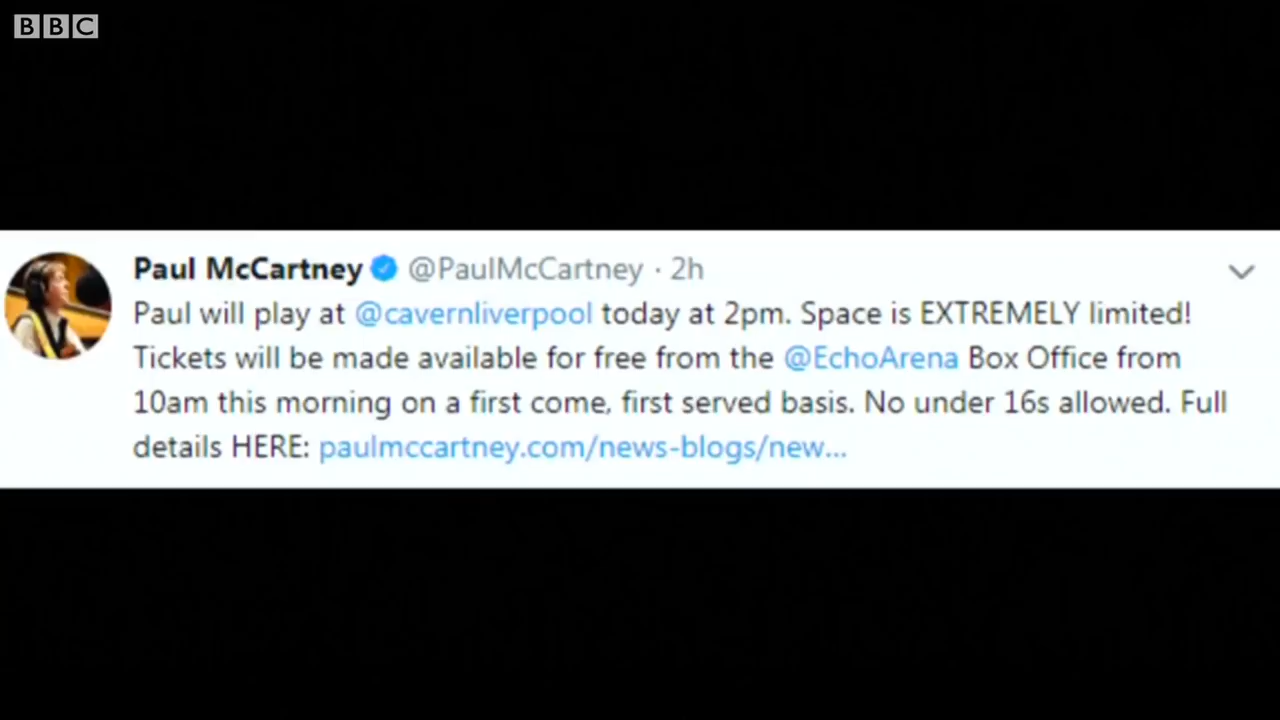 BBC
Paul McCartney @PaulMcCartney · 2h
Paul will play at @cavernliverpool today at 2pm. Space is EXTREMELY limited!
Tickets will be made available for free from the @EchoArena Box Office from
10am this morning on a first come, first served basis. No under 16s allowed. Full
details HERE: paulmccartney.com/news-blogs/new...